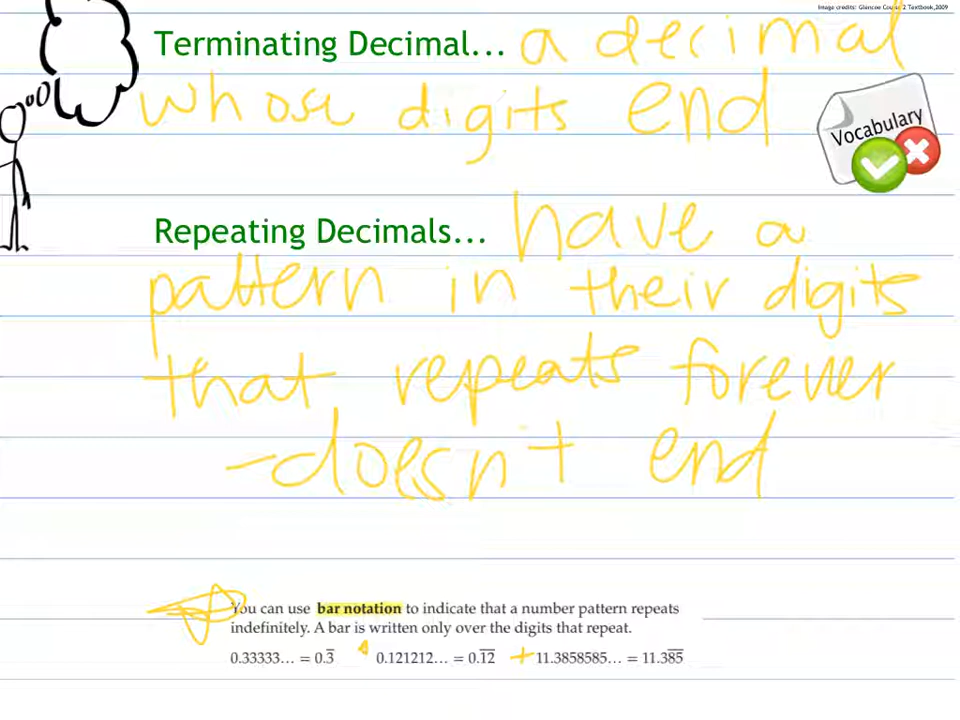 Image credits: Glencoe Course 2 Textbook,2009
Terminating Decimal... a decimal
whose digits end
Vocabulary
Repeating Decimals... have a
pattern in their digits
that repeats forever
-doesn't end
You can use bar notation to indicate that a number pattern repeats
indefinitely. A bar is written only over the digits that repeat.
0.33333... = 0.3̅ 0.121212... = 0.1̅2̅ + 11.3858585... = 11.38̅5̅